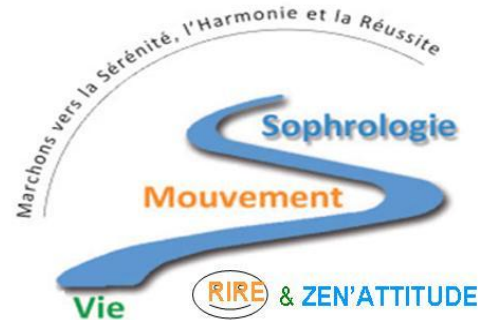 Marchons vers la Sérénité, l'Harmonie et la Réussite
Sophrologie
Mouvement
Vie
RIRE & ZEN'ATTITUDE